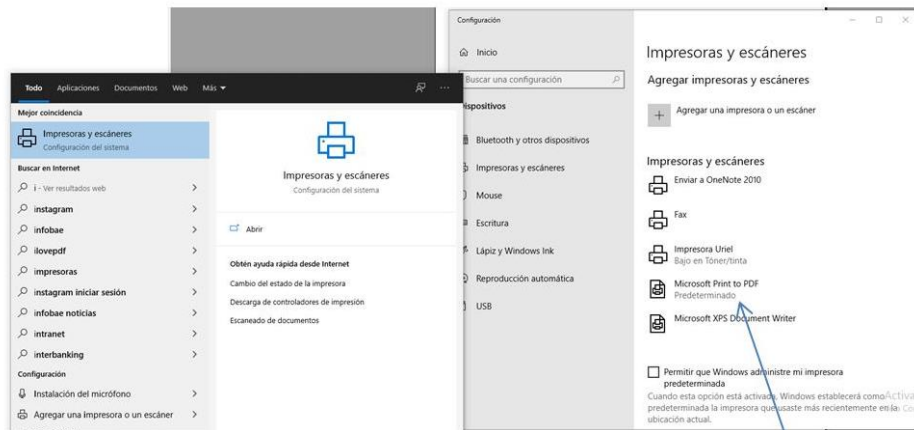 Todo Aplicaciones Documentos Web Más
Mejor coincidencia
Impresoras y escáneres
Configuración del sistema
Buscar en Internet
i - Ver resultados web
instagram
infobae
ilovepdf
impresoras
instagram iniciar sesión
infobae noticias
intranet
interbanking
Configuración
Instalación del micrófono
Agregar una impresora o un escáner
Impresoras y escáneres
Configuración del sistema
Abrir
Obtén ayuda rápida desde Internet
Cambio del estado de la impresora
Descarga de controladores de impresión
Escaneado de documentos
Configuración
Inicio
Buscar una configuración
ispositivos
Bluetooth y otros dispositivos
Impresoras y escáneres
Mouse
Escritura
Lápiz y Windows Ink
Reproducción automática
USB
Impresoras y escáneres
Agregar impresoras y escáneres
Agregar una impresora o un escáner
Impresoras y escáneres
Enviar a OneNote 2010
Fax
Impresora Uriel
Bajo en Tóner/tinta
Microsoft Print to PDF
Predeterminado
Microsoft XPS Document Writer
Permitir que Windows administre mi impresora
predeterminada
Cuando esta opción está activada, Windows establecerá como
predeterminada la impresora que usaste más recientemente en la
ubicación actual.
Activa